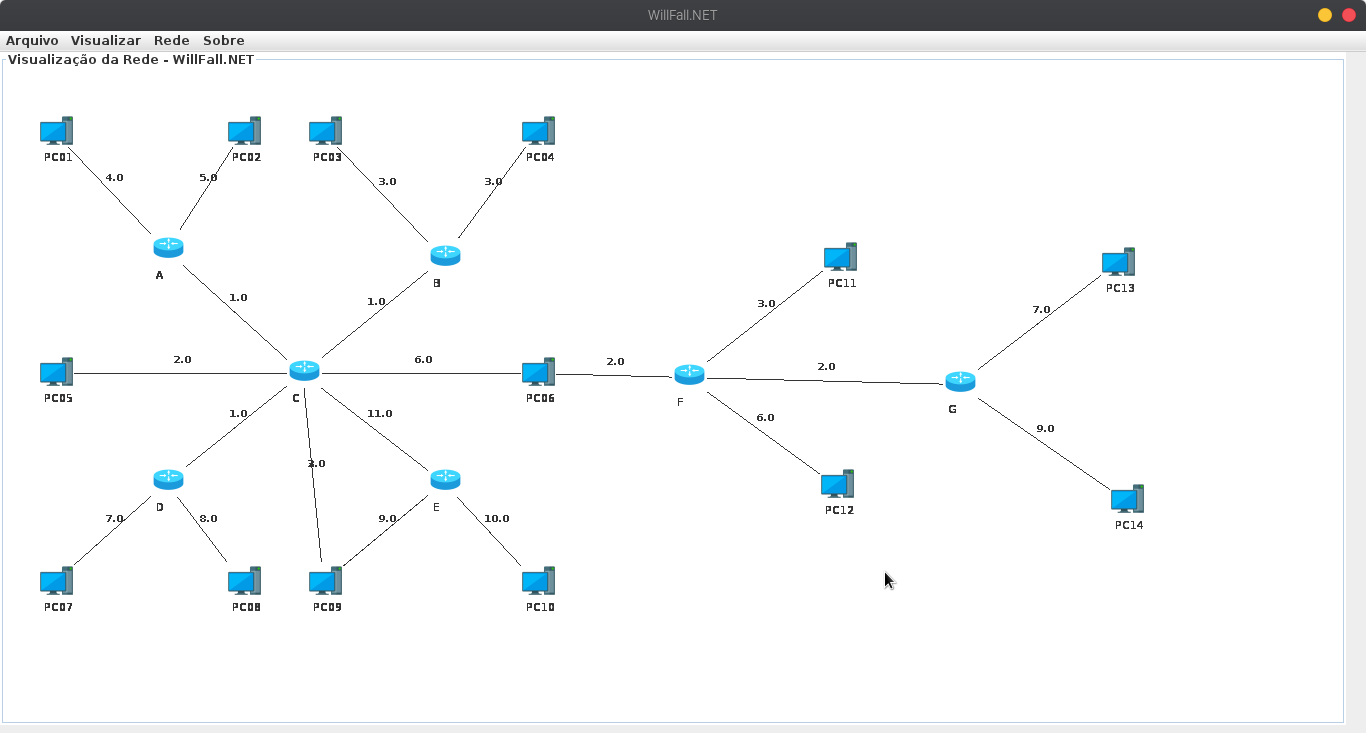 WillFall.NET
Arquivo Visualizar Rede Sobre
Visualização da Rede - WillFall.NET
PC01 PC02 PC03 PC04
4.0 5.0 3.0 3.0
A B
PC11 PC13
1.0 1.0 3.0 7.0
2.0 6.0 2.0 2.0
PC05 C PC06 F G
1.0 11.0 6.0 9.0
D E PC12 PC14
7.0 8.0 9.0 10.0
PC07 PC08 PC09 PC10